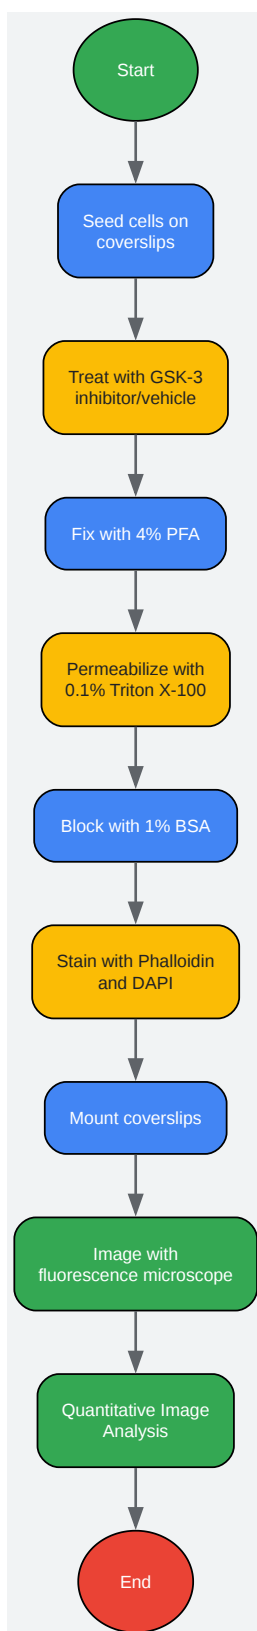 Start
Seed cells on
coverslips
Treat with GSK-3
inhibitor/vehicle
Fix with 4% PFA
Permeabilize with
0.1% Triton X-100
Block with 1% BSA
Stain with Phalloidin
and DAPI
Mount coverslips
Image with
fluorescence microscope
Quantitative Image
Analysis
End